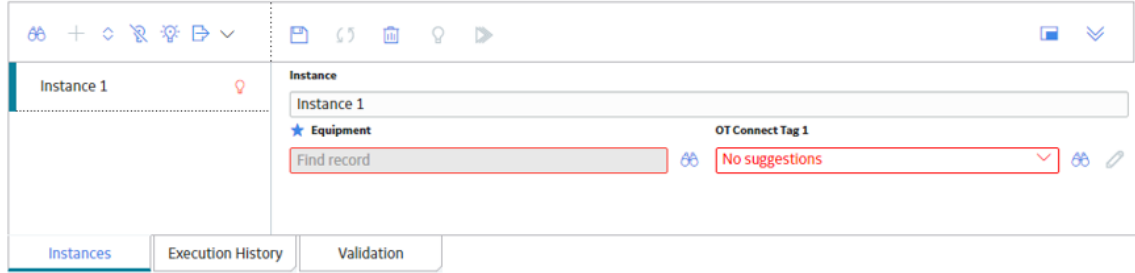 Instance 1
Instance
Instance 1
Equipment
OT Connect Tag 1
Find record
No suggestions
Instances
Execution History
Validation